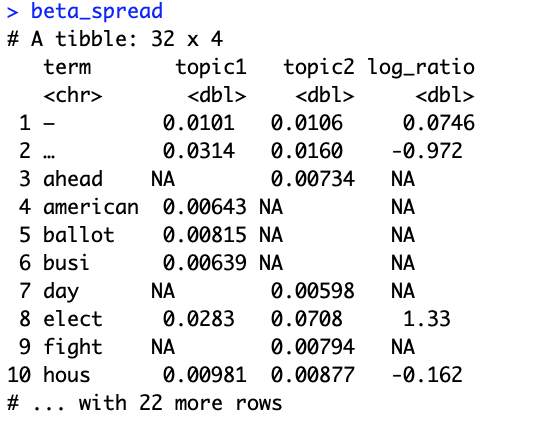 > beta_spread
# A tibble: 32 x 4
   term       topic1   topic2 log_ratio
   <chr>       <dbl>    <dbl>     <dbl>
 1 –         0.0101   0.0106     0.0746
 2 …         0.0314   0.0160    -0.972
 3 ahead    NA        0.00734   NA
 4 american  0.00643 NA         NA
 5 ballot    0.00815 NA         NA
 6 busi      0.00639 NA         NA
 7 day      NA        0.00598   NA
 8 elect     0.0283   0.0708     1.33
 9 fight    NA        0.00794   NA
10 hous      0.00981  0.00877   -0.162
# ... with 22 more rows